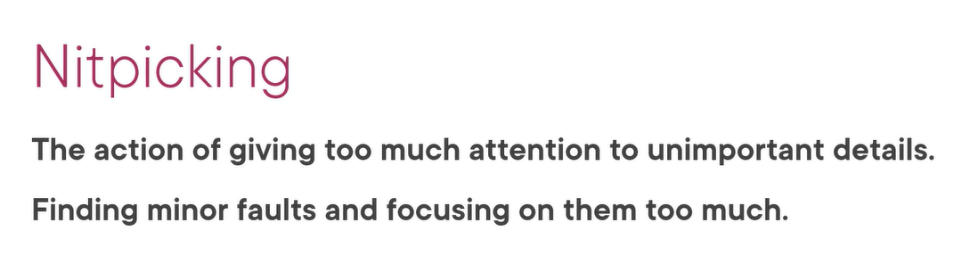 Nitpicking
The action of giving too much attention to unimportant details.
Finding minor faults and focusing on them too much.